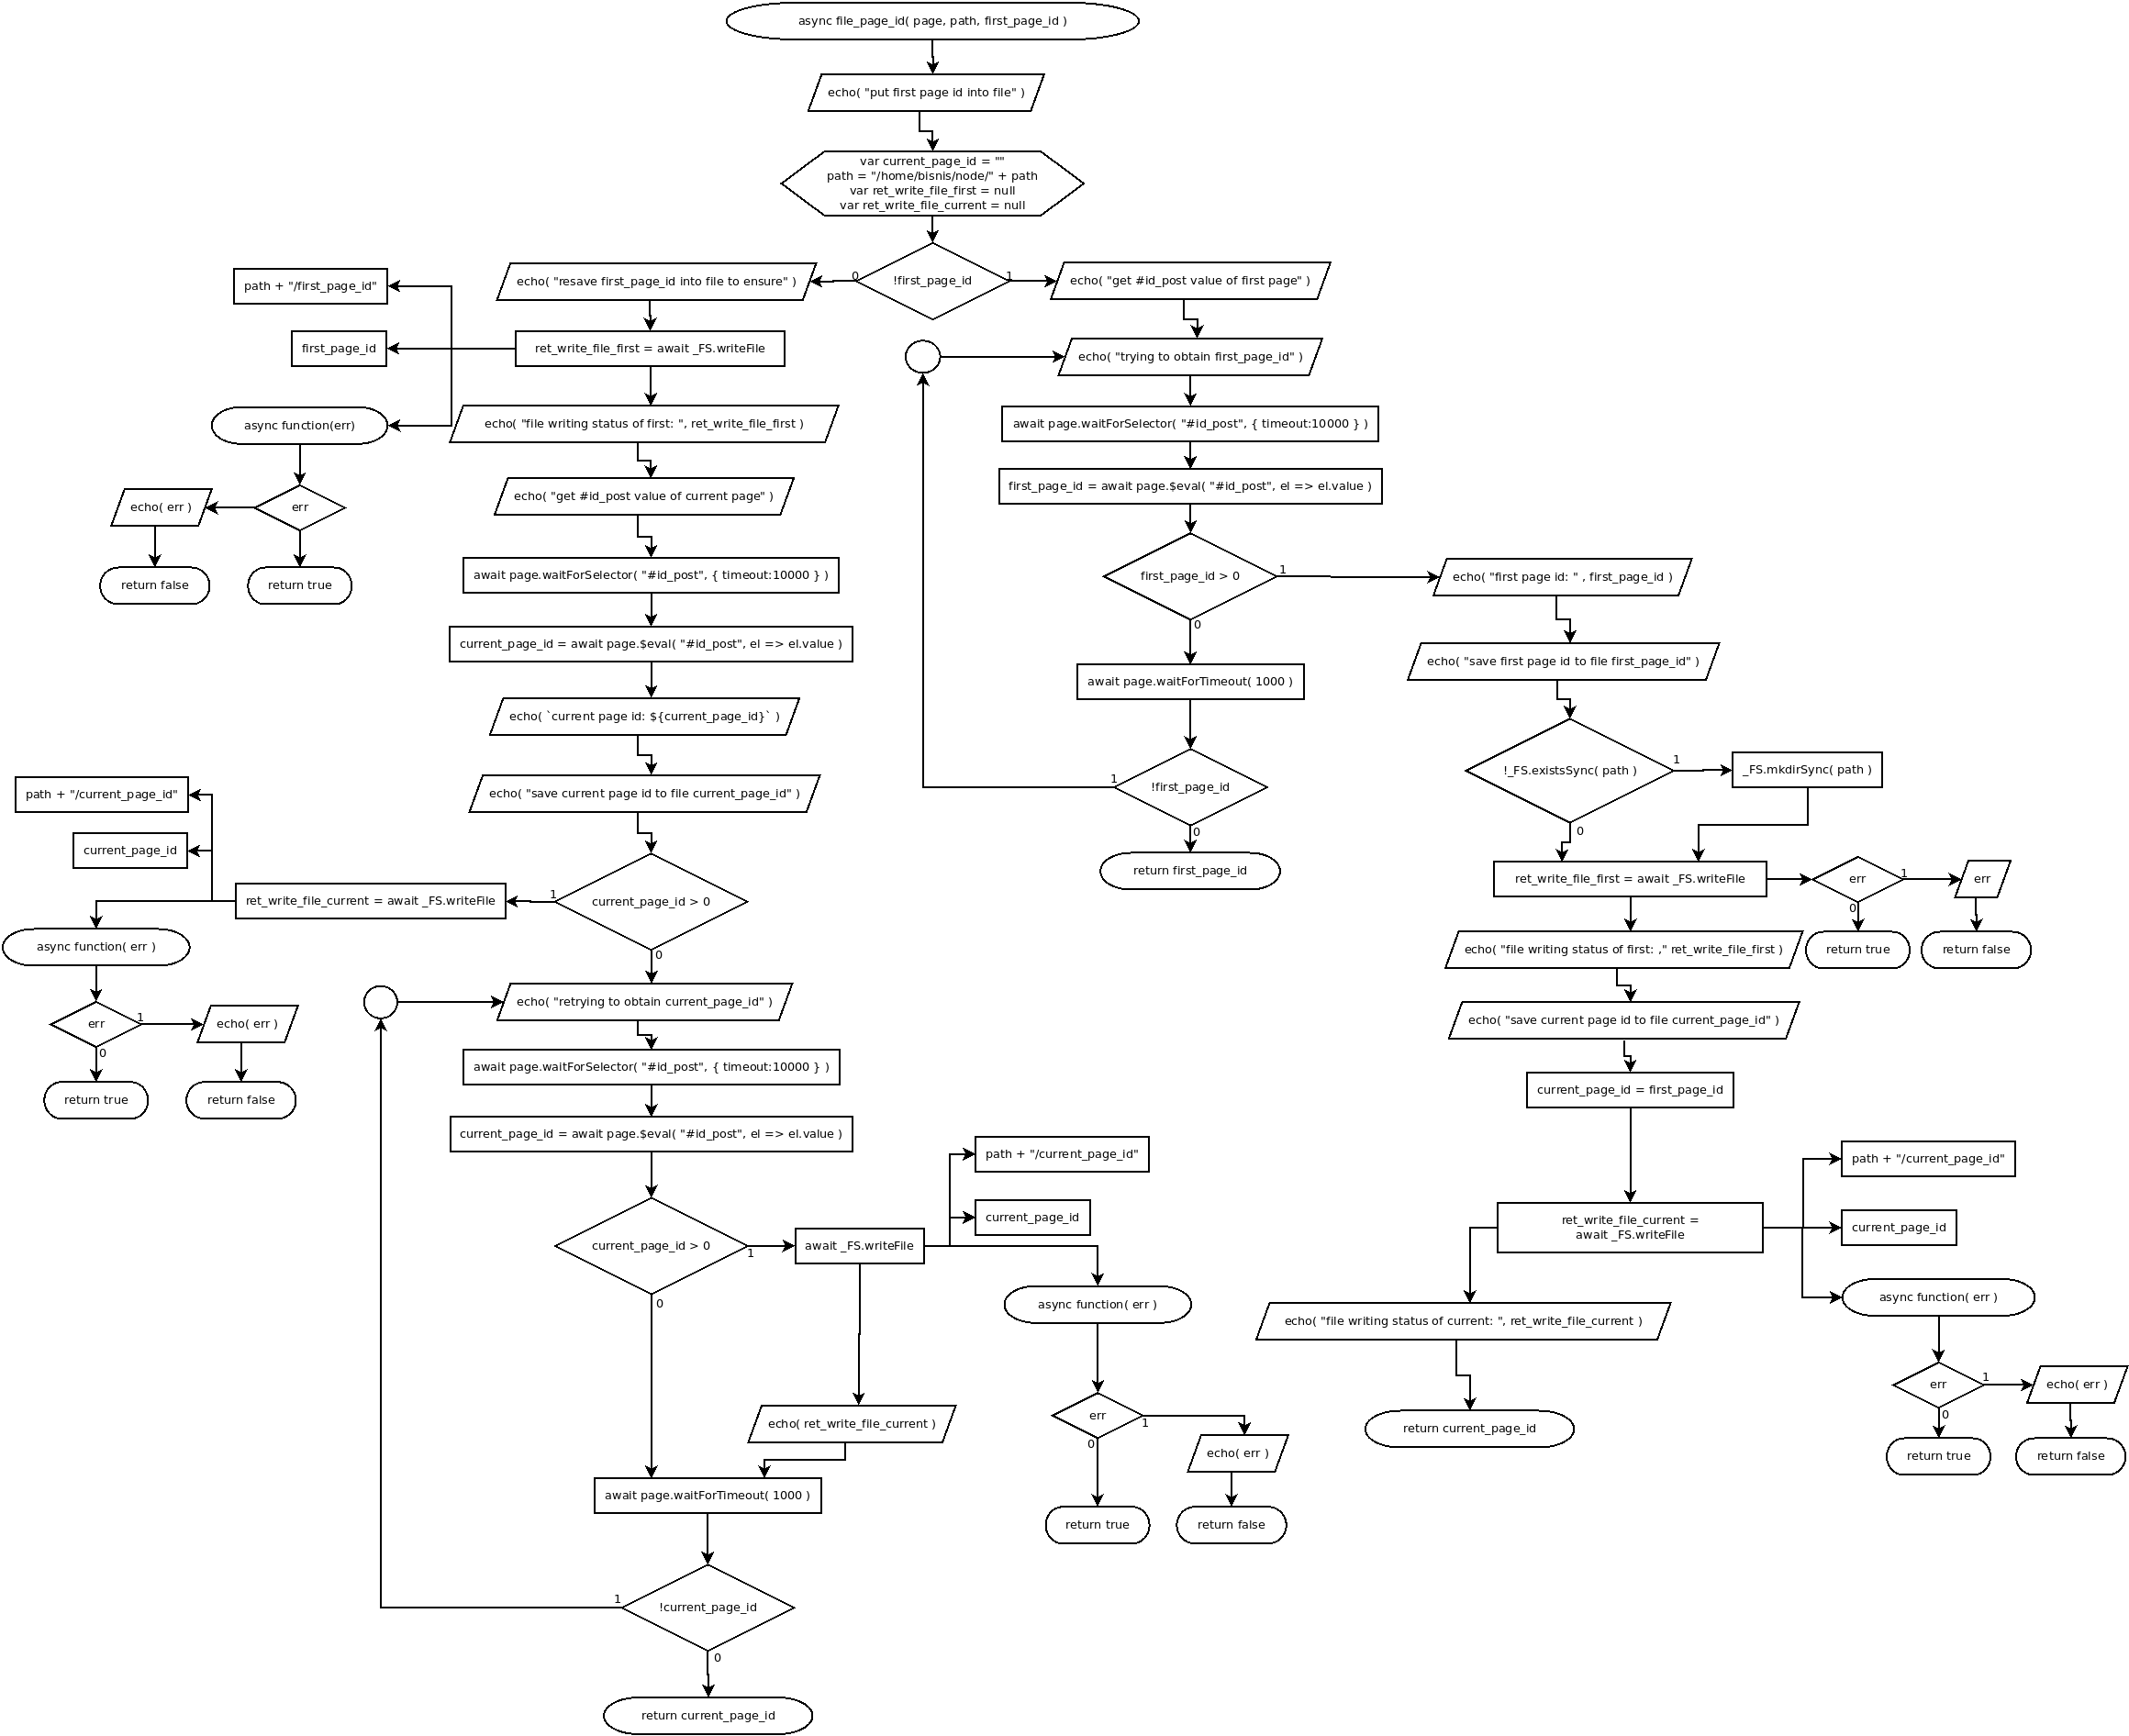 async file_page_id( page, path, first_page_id )
echo( "put first page id into file" )
var current_page_id = ""
path = "/home/bisnis/node/" + path
var ret_write_file_first = null
var ret_write_file_current = null
!first_page_id
0
1
echo( "resave first_page_id into file to ensure" )
path + "/first_page_id"
first_page_id
ret_write_file_first = await _FS.writeFile
async function(err)
err
echo( err )
return false
return true
echo( "file writing status of first: ", ret_write_file_first )
echo( "get #id_post value of current page" )
await page.waitForSelector( "#id_post", { timeout:10000 } )
current_page_id = await page.$eval( "#id_post", el => el.value )
echo( `current page id: ${current_page_id}` )
echo( "save current page id to file current_page_id" )
current_page_id > 0
1
0
ret_write_file_current = await _FS.writeFile
path + "/current_page_id"
current_page_id
async function( err )
err
1
0
echo( err )
return true
return false
echo( "retrying to obtain current_page_id" )
await page.waitForSelector( "#id_post", { timeout:10000 } )
current_page_id = await page.$eval( "#id_post", el => el.value )
current_page_id > 0
1
0
await _FS.writeFile
path + "/current_page_id"
current_page_id
async function( err )
err
1
0
echo( err )
return true
return false
echo( ret_write_file_current )
await page.waitForTimeout( 1000 )
!current_page_id
1
0
return current_page_id
echo( "get #id_post value of first page" )
echo( "trying to obtain first_page_id" )
await page.waitForSelector( "#id_post", { timeout:10000 } )
first_page_id = await page.$eval( "#id_post", el => el.value )
first_page_id > 0
1
0
await page.waitForTimeout( 1000 )
!first_page_id
1
0
return first_page_id
echo( "first page id: " , first_page_id )
echo( "save first page id to file first_page_id" )
!_FS.existsSync( path )
1
0
_FS.mkdirSync( path )
ret_write_file_first = await _FS.writeFile
err
1
0
err
return true
return false
echo( "file writing status of first: ," ret_write_file_first )
echo( "save current page id to file current_page_id" )
current_page_id = first_page_id
ret_write_file_current =
await _FS.writeFile
path + "/current_page_id"
current_page_id
async function( err )
err
1
0
echo( err )
return true
return false
echo( "file writing status of current: ", ret_write_file_current )
return current_page_id